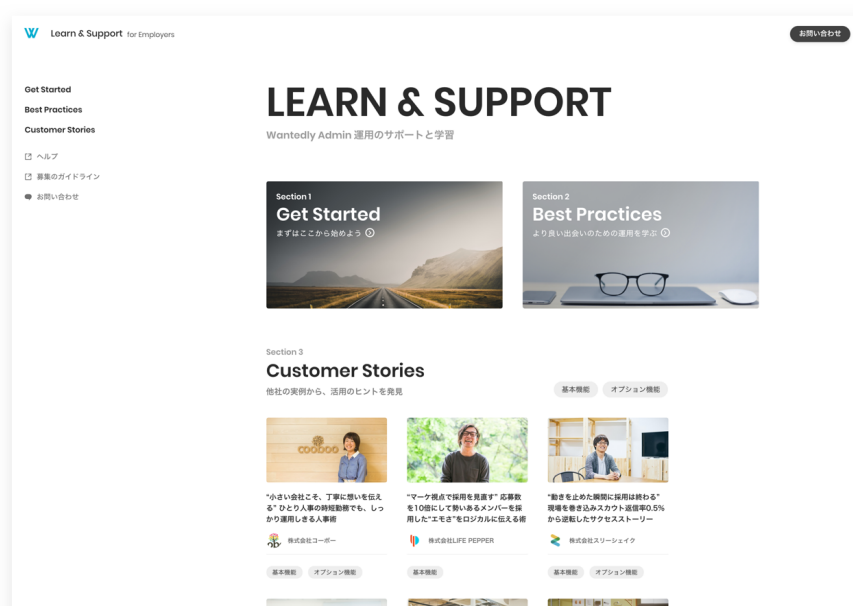 Learn & Support for Employers
お問い合わせ
Get Started
Best Practices
Customer Stories
ヘルプ
募集のガイドライン
お問い合わせ
LEARN & SUPPORT
Wantedly Admin 運用のサポートと学習
Section 1
Get Started
まずはここから始めよう
Section 2
Best Practices
より良い出会いのための運用を学ぶ
Section 3
Customer Stories
他社の実例から、活用のヒントを発見
基本機能 オプション機能
cooboo
“小さい会社こそ、丁寧に想いを伝え
る” ひとり人事の時短勤務でも、しっ
かり運用しきる人事術
株式会社コーボー
基本機能 オプション機能
“マーケ視点で採用を見直す” 応募数
を10倍にして勢いあるメンバーを採
用した“エモさ”をロジカルに伝える術
株式会社LIFE PEPPER
基本機能
“動きを止めた瞬間に採用は終わる”
現場を巻き込みスカウト返信率0.5%
から逆転したサクセスストーリー
株式会社スリーシェイク
基本機能 オプション機能